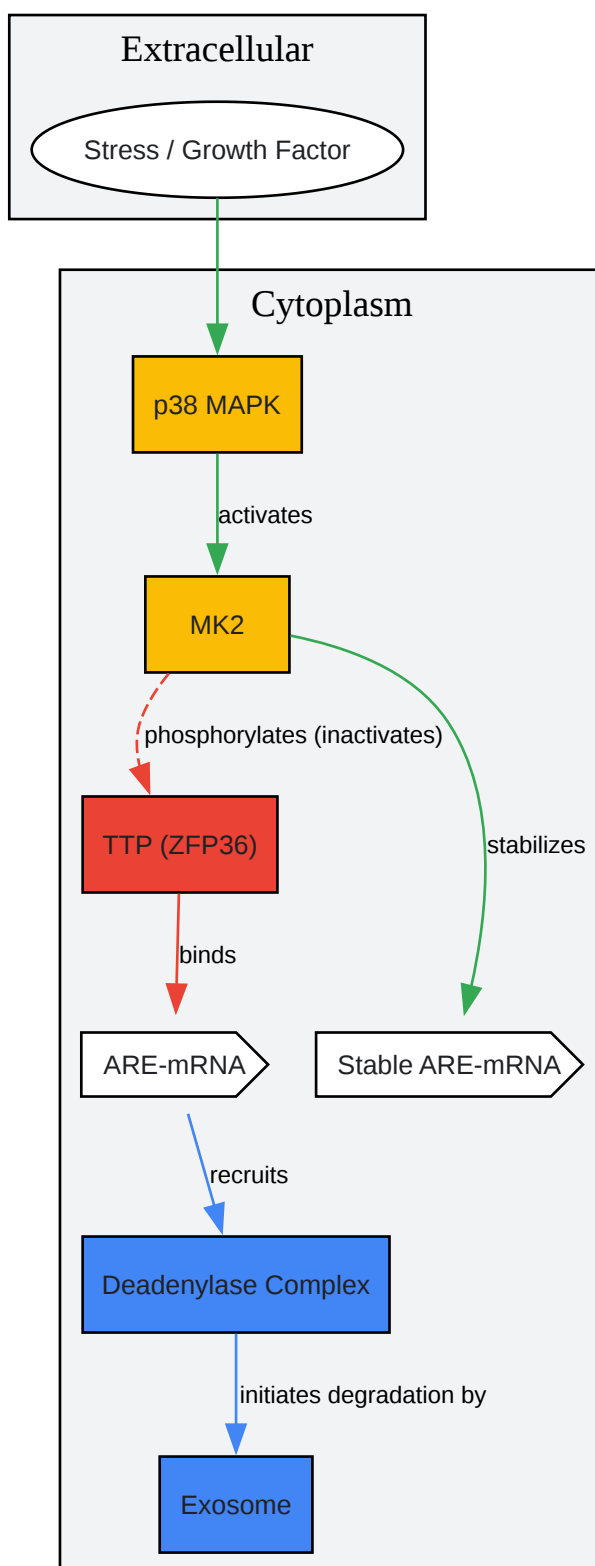 Extracellular
Stress / Growth Factor
Cytoplasm
p38 MAPK
activates
MK2
phosphorylates (inactivates)
TTP (ZFP36)
stabilizes
binds
ARE-mRNA
Stable ARE-mRNA
recruits
Deadenylase Complex
initiates degradation by
Exosome